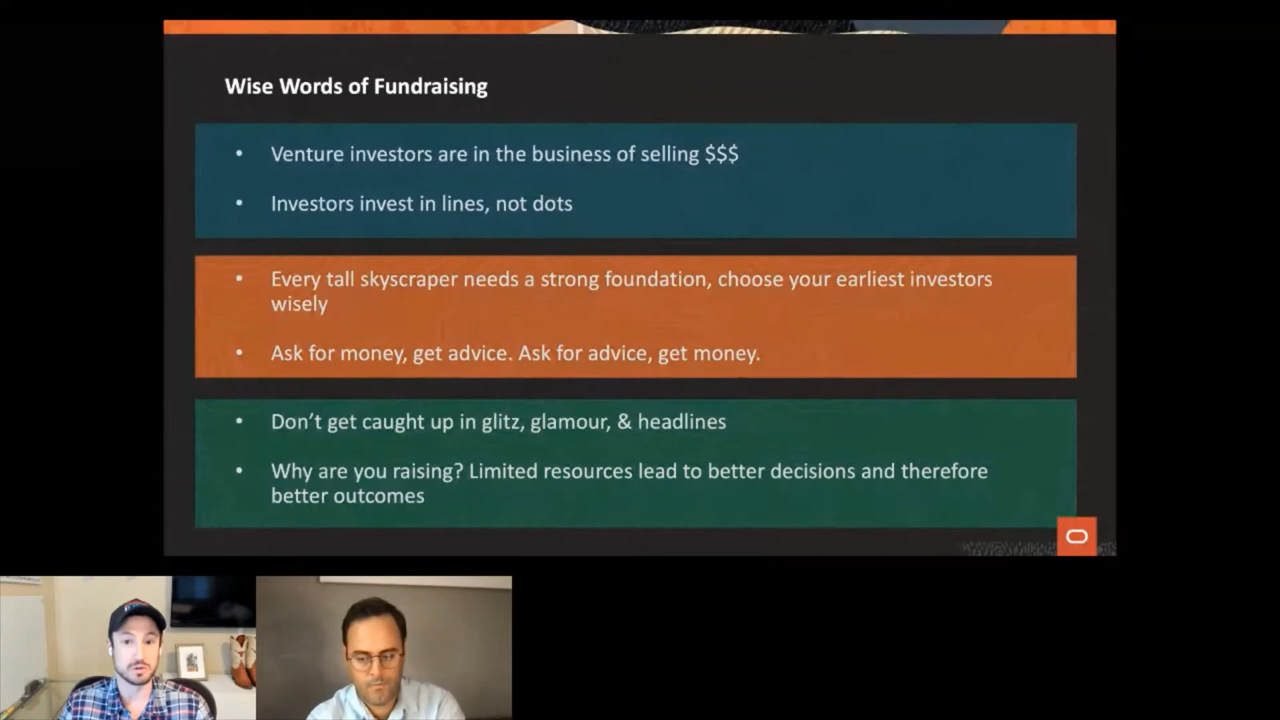 Wise Words of Fundraising
• Venture investors are in the business of selling $$$
• Investors invest in lines, not dots
• Every tall skyscraper needs a strong foundation, choose your earliest investors
wisely
• Ask for money, get advice. Ask for advice, get money.
• Don’t get caught up in glitz, glamour, & headlines
• Why are you raising? Limited resources lead to better decisions and therefore
better outcomes